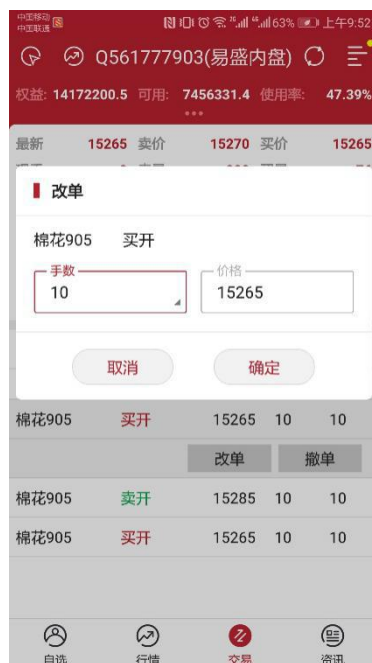 中国移动
中国联通
63% 上午9:52
Q561777903(易盛内盘)
权益: 14172200.5 可用: 7456331.4 使用率: 47.39%
最新 15265 卖价 15270 买价 15265
改单
棉花905 买开
手数 价格
10 15265
取消 确定
棉花905 买开 15265 10 10
改单 撤单
棉花905 卖开 15285 10 10
棉花905 买开 15265 10 10
自选 行情 交易 资讯